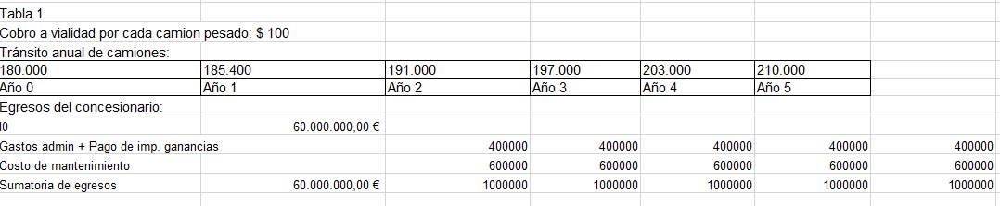 Tabla 1
Cobro a vialidad por cada camion pesado: $ 100
Tránsito anual de camiones:
180.000 185.400 191.000 197.000 203.000 210.000
Año 0 Año 1 Año 2 Año 3 Año 4 Año 5
Egresos del concesionario:
I0 60.000.000,00 €
Gastos admin + Pago de imp. ganancias 400000 400000 400000 400000 400000
Costo de mantenimiento 600000 600000 600000 600000 600000
Sumatoria de egresos 60.000.000,00 € 1000000 1000000 1000000 1000000 1000000